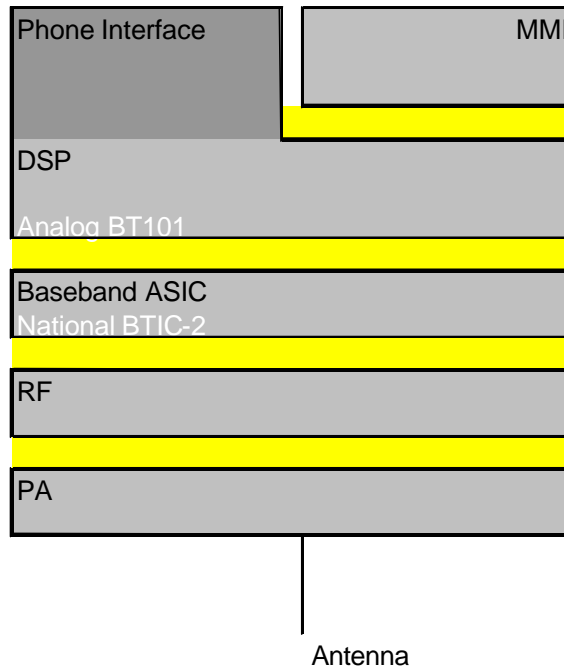 Phone Interface
MMI
DSP
Analog BT101
Baseband ASIC
National BTIC-2
RF
PA
Antenna